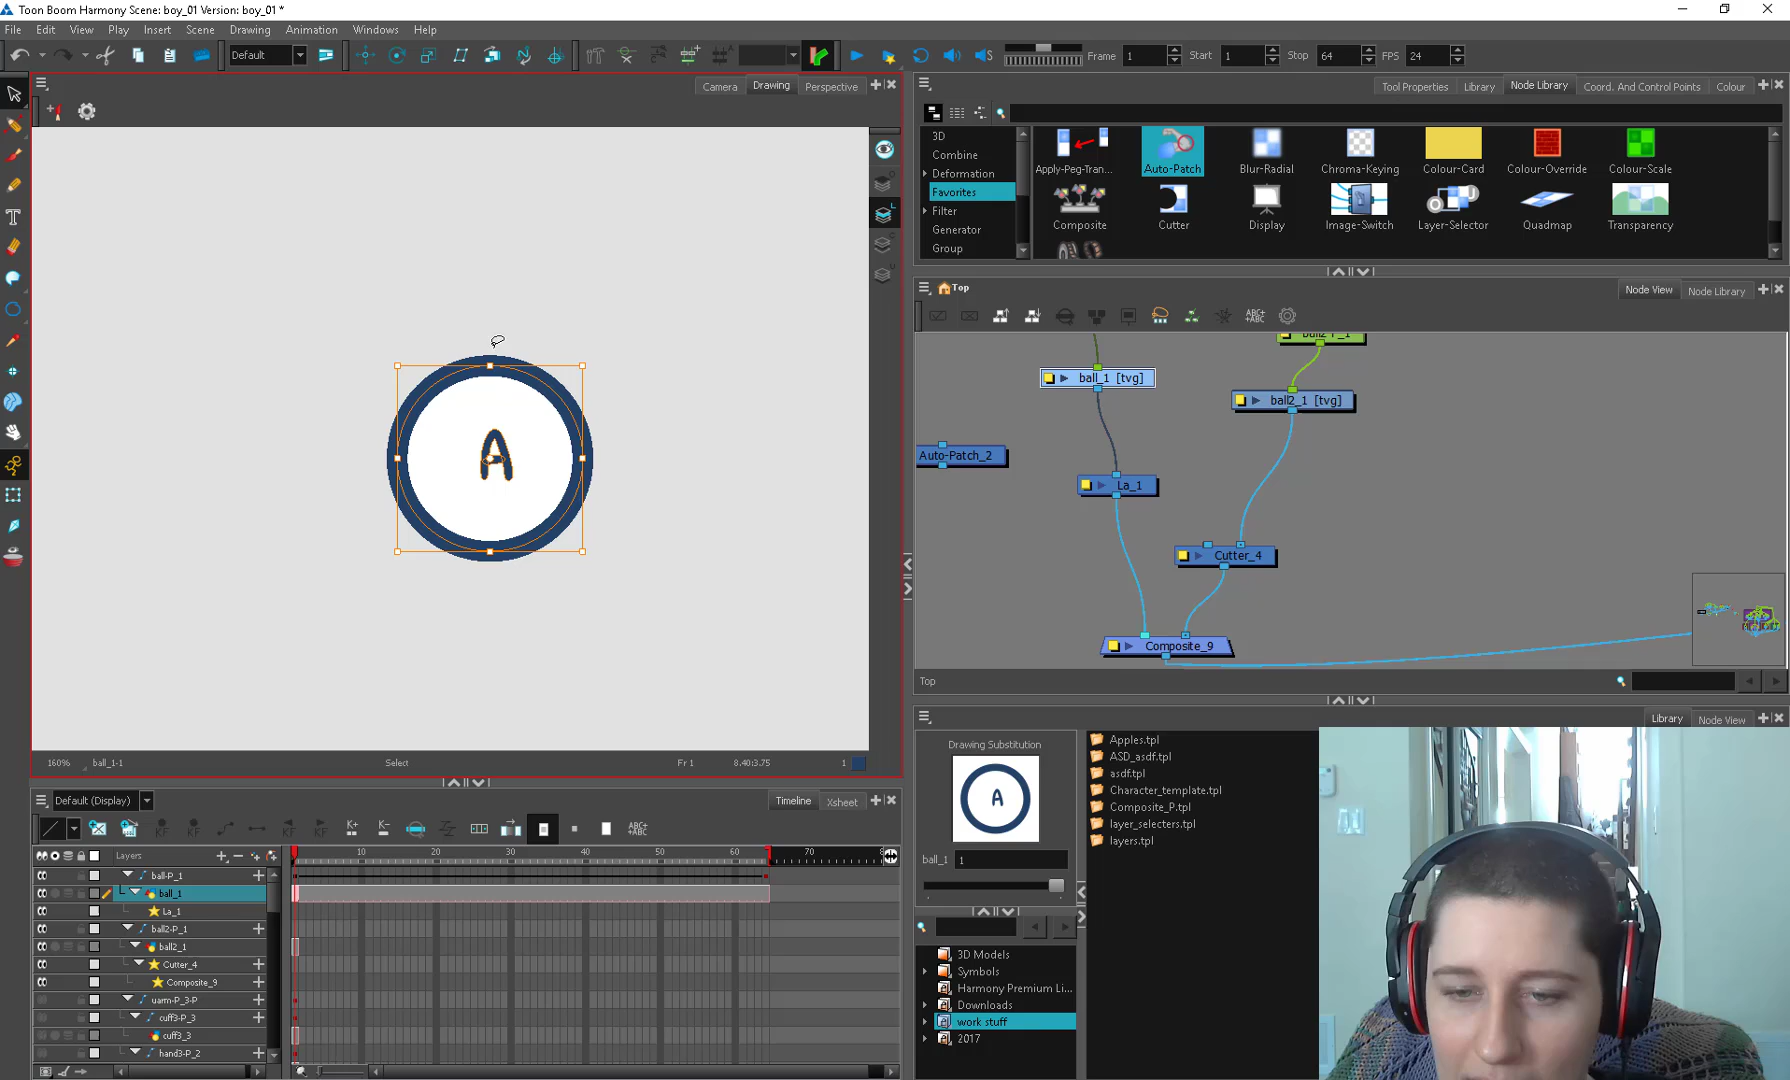 Toon Boom Harmony Scene: boy_01 Version: boy_01 *
File Edit View Play Insert Scene Drawing Animation Windows Help
Default Frame 1 Start 1 Stop 64 FPS 24
Camera Drawing Perspective
Tool Properties Library Node Library Coord. And Control Points Colour
3D
Combine
Deformation
Favorites
Filter
Generator
Group
Apply-Peg-Tran... Auto-Patch Blur-Radial Chroma-Keying Colour-Card Colour-Override Colour-Scale
Composite Cutter Display Image-Switch Layer-Selector Quadmap Transparency
Top
Node View Node Library
ABC+ABC
ball_1 [tvg]
ball2_1 [tvg]
Auto-Patch_2
La_1
Cutter_4
Composite_9
Top
A
160% ball_1-1 Select Fr 1 8.40:3.75 1
Library Node View
Drawing Substitution
A
ball_1 1
Apples.tpl
ASD_asdf.tpl
asdf.tpl
Character_template.tpl
Composite_P.tpl
layer_selecters.tpl
layers.tpl
3D Models
Symbols
Harmony Premium Li...
Downloads
work stuff
2017
Default (Display) Timeline Xsheet
ABC+ABC
Layers 10 20 30 40 50 60 70
ball-P_1
ball_1
La_1
ball2-P_1
ball2_1
Cutter_4
Composite_9
uarm-P_3-P
cuff3-P_3
cuff3_3
hand3-P_2